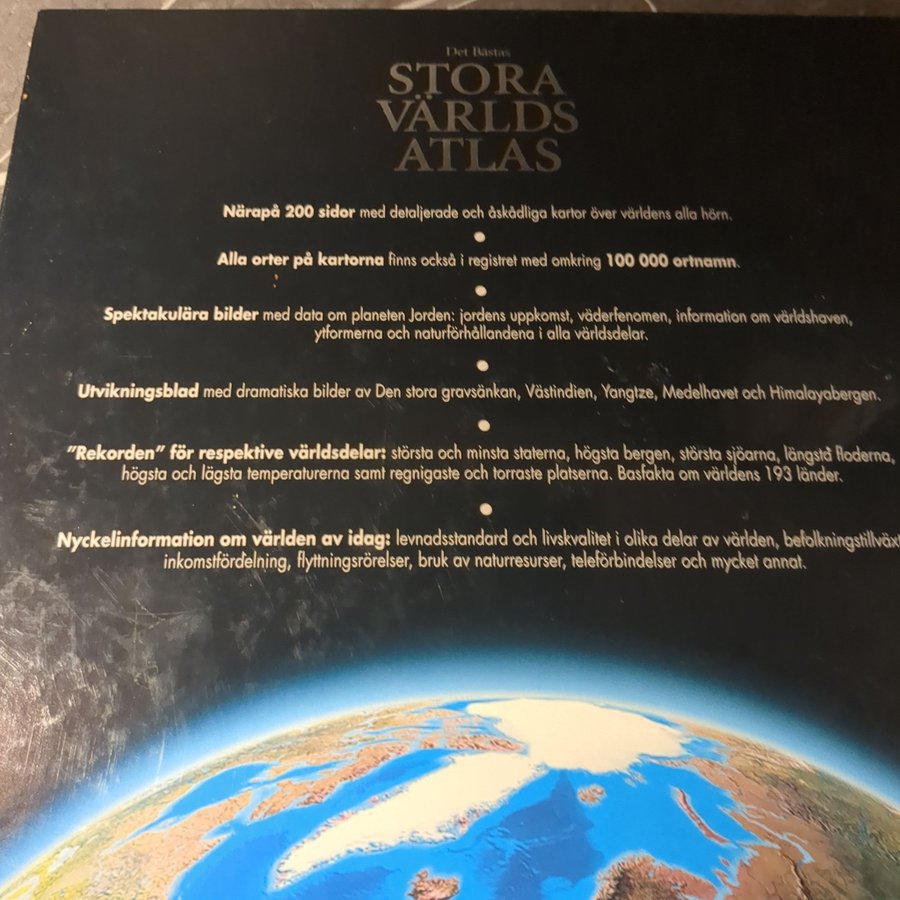 Det Bästas
STORA
VÄRLDS
ATLAS
Närapå 200 sidor med detaljerade och åskådliga kartor över världens alla hörn.
Alla orter på kartorna finns också i registret med omkring 100 000 ortnamn.
Spektakulära bilder med data om planeten Jorden: jordens uppkomst, väderfenomen, information om världshaven,
ytformerna och naturförhållandena i alla världsdelar.
Utvikningsblad med dramatiska bilder av Den stora gravsänkan, Västindien, Yangtze, Medelhavet och Himalayabergen.
"Rekorden" för respektive världsdelar: största och minsta staterna, högsta bergen, största sjöarna, längsta floderna,
högsta och lägsta temperaturerna samt regnigaste och torraste platserna. Basfakta om världens 193 länder.
Nyckelinformation om världen av idag: levnadsstandard och livskvalitet i olika delar av världen, befolkningstillväxt
inkomstfördelning, flyttningsrörelser, bruk av naturresurser, teleförbindelser och mycket annat.